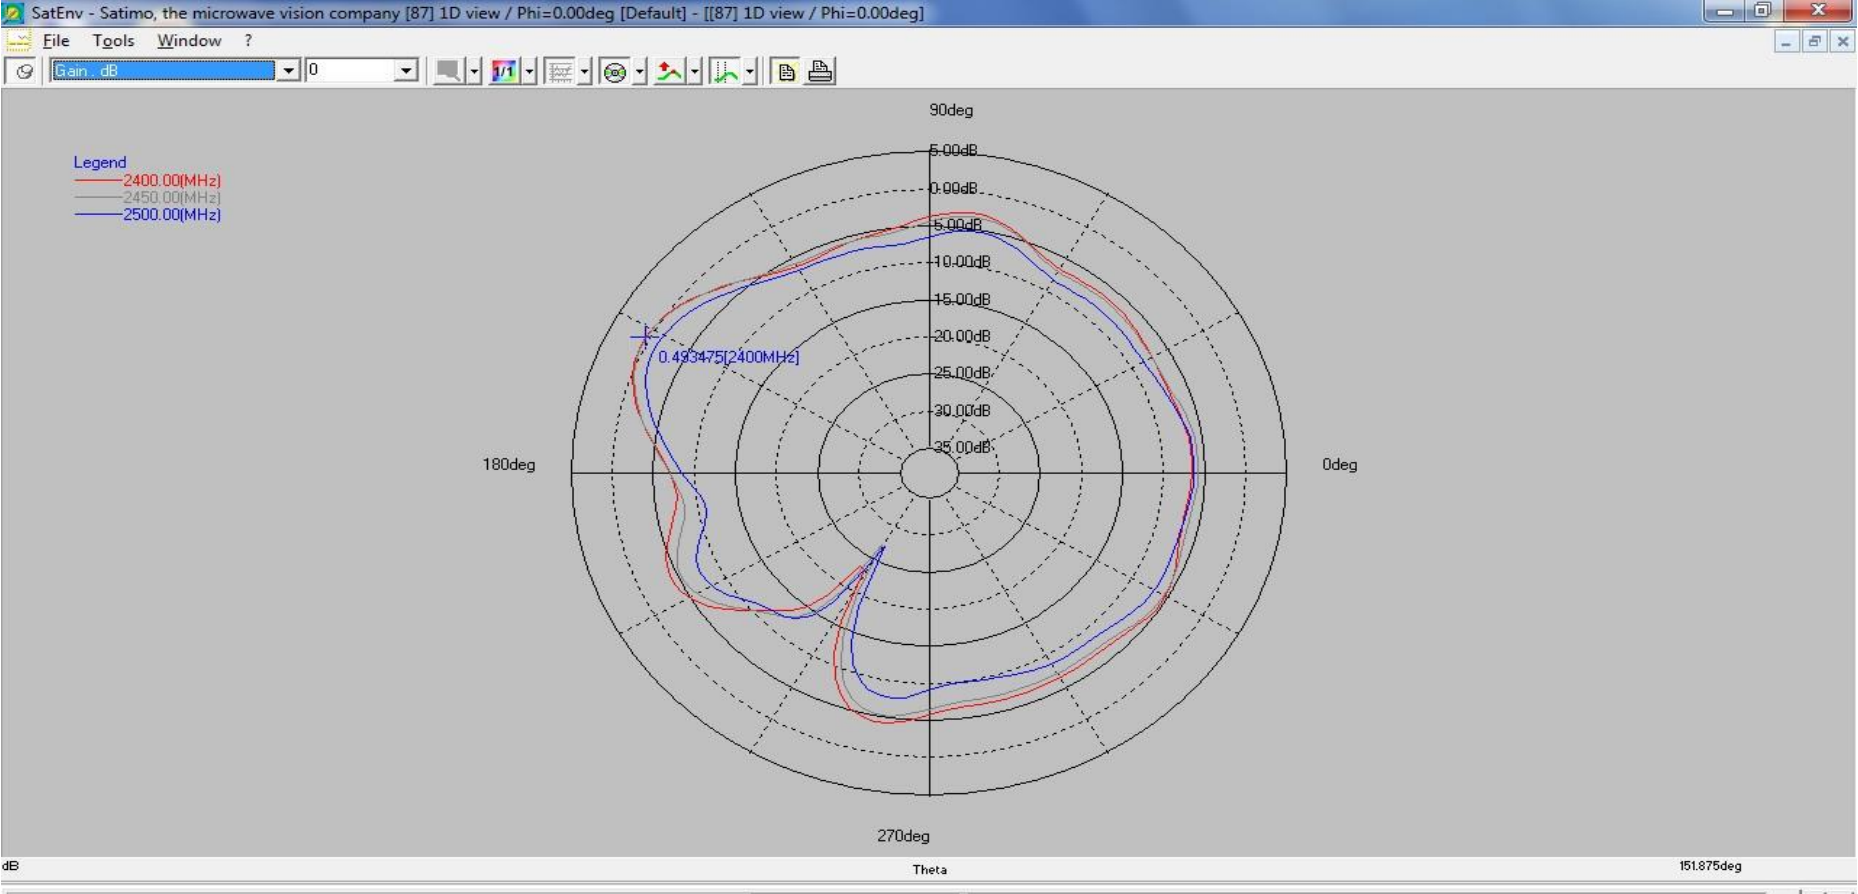 SatEnv - Satimo, the microwave vision company [87] 1D view / Phi=0.00deg [Default] - [[87] 1D view / Phi=0.00deg]
File Tools Window ?
Gain . dB 0 1/1
90deg
Legend
2400.00(MHz)
2450.00(MHz)
2500.00(MHz)
5.00dB
0.00dB
-5.00dB
-10.00dB
-15.00dB
-20.00dB
0.493475[2400MHz]
-25.00dB
-30.00dB
-35.00dB
180deg
0deg
270deg
dB Theta 151.875deg